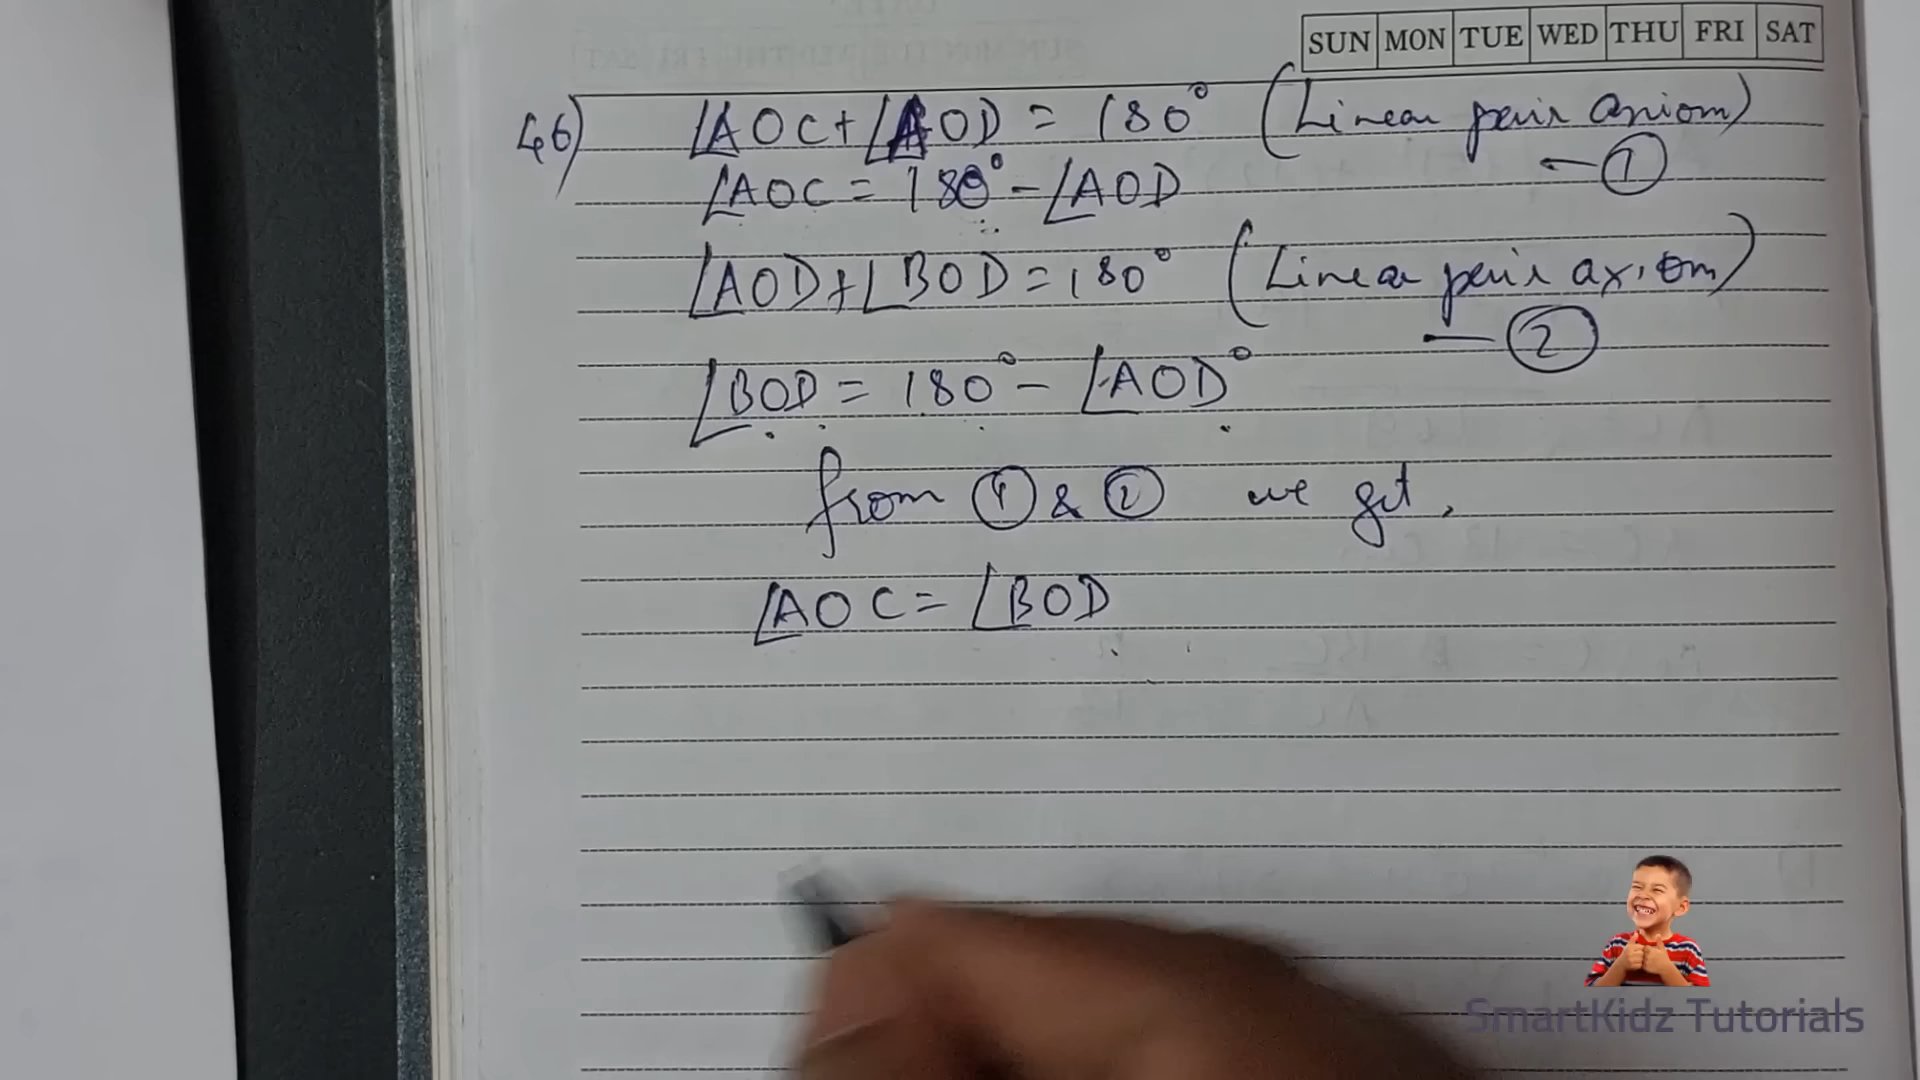 SUN MON TUE WED THU FRI SAT
46) ∠AOC + ∠AOD = 180° (Linear pair axiom)
— ①
∠AOC = 180° - ∠AOD
∠AOD + ∠BOD = 180° (Linear pair axiom)
— ②
∠BOD = 180° - ∠AOD°
from ① & ② we get,
∠AOC = ∠BOD
SmartKidz Tutorials